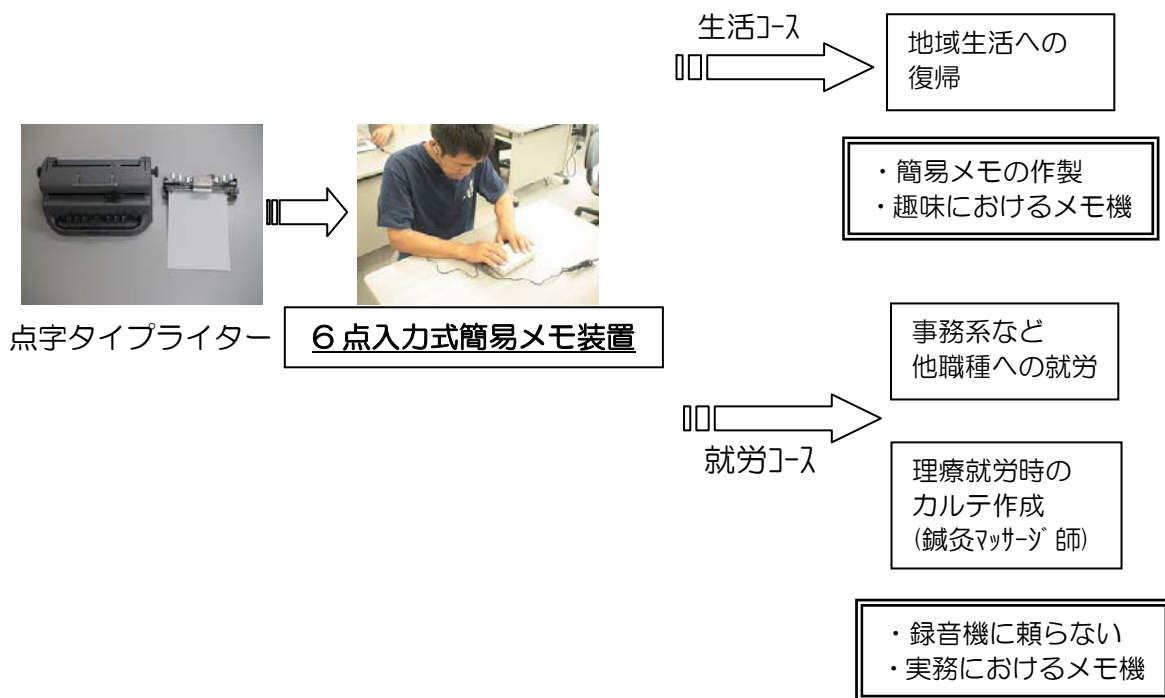 生活ｺｰｽ
地域生活への
復帰
・簡易メモの作製
・趣味におけるメモ機
点字タイプライター
６点入力式簡易メモ装置
事務系など
他職種への就労
就労ｺｰｽ
理療就労時の
カルテ作成
(鍼灸ﾏｯｻｰｼﾞ師)
・録音機に頼らない
・実務におけるメモ機